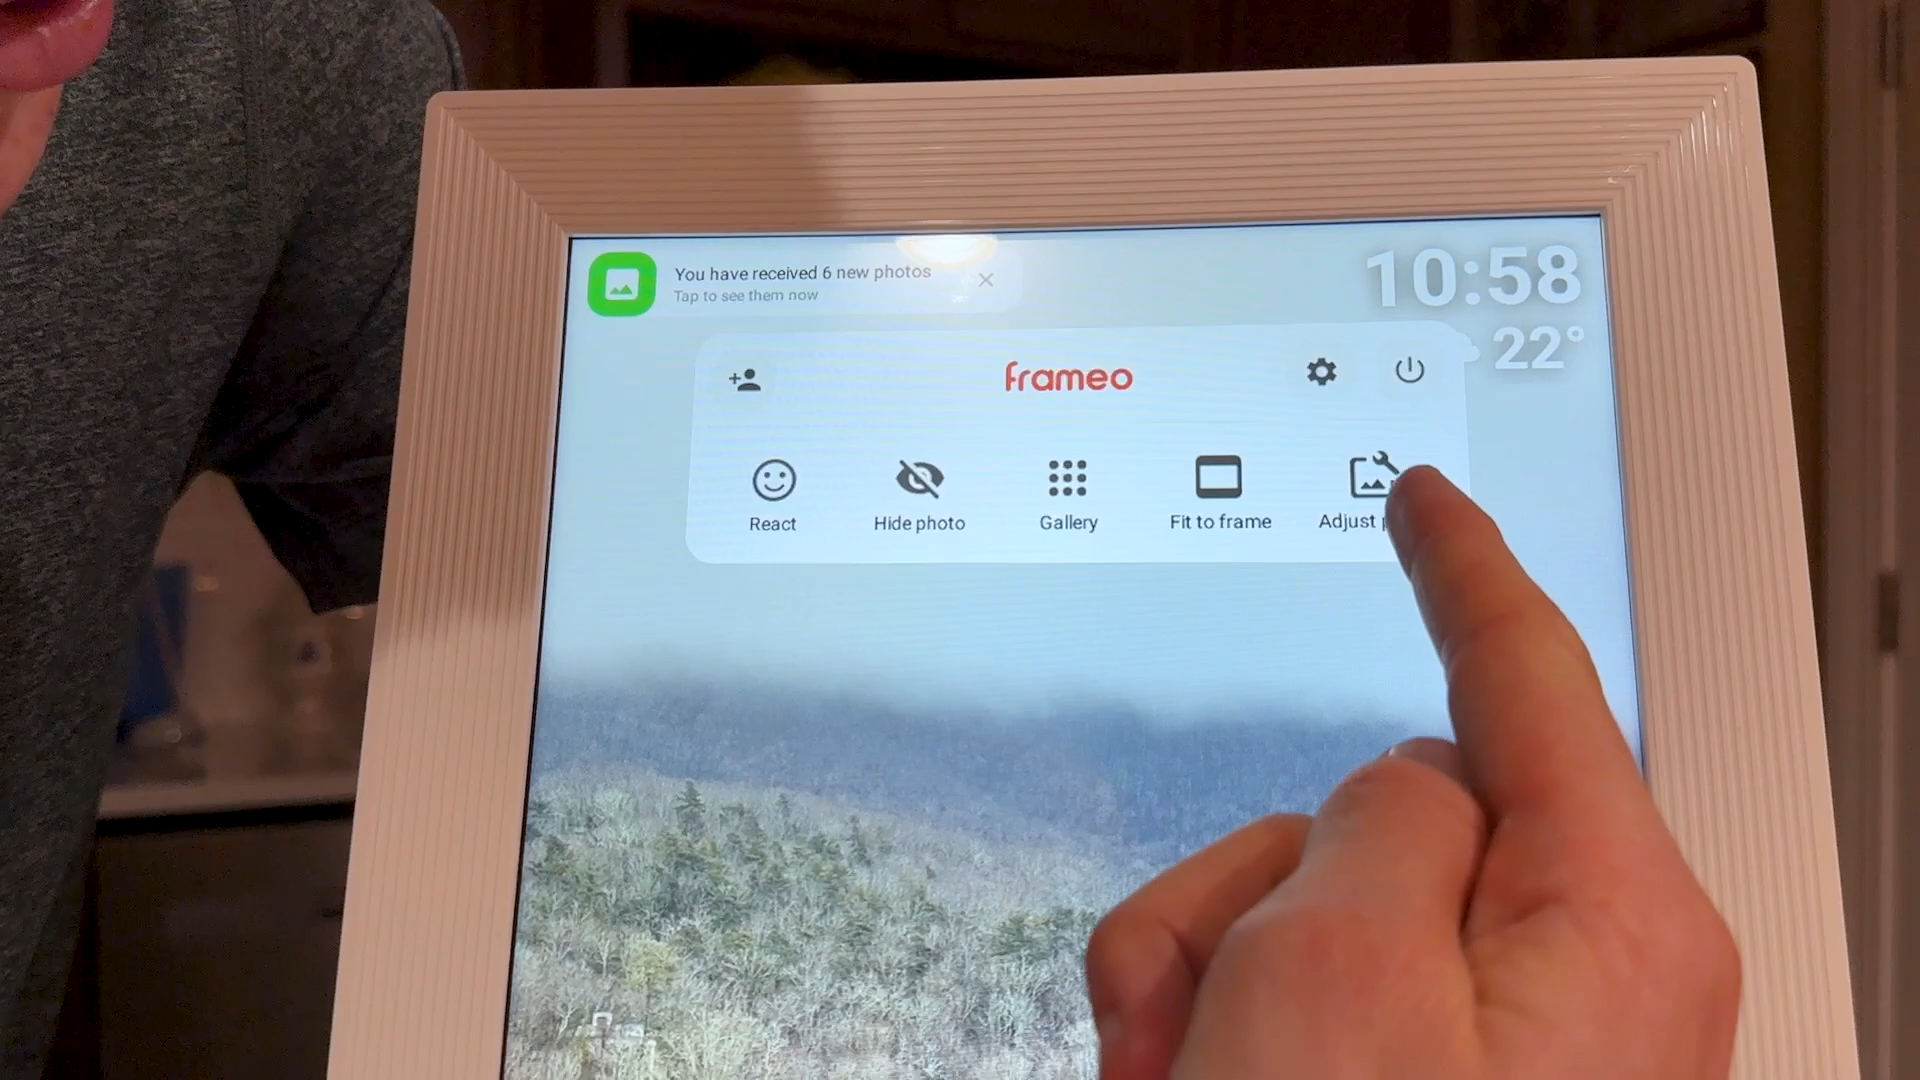 You have received 6 new photos
Tap to see them now
10:58
22°
frameo
React
Hide photo
Gallery
Fit to frame
Adjust